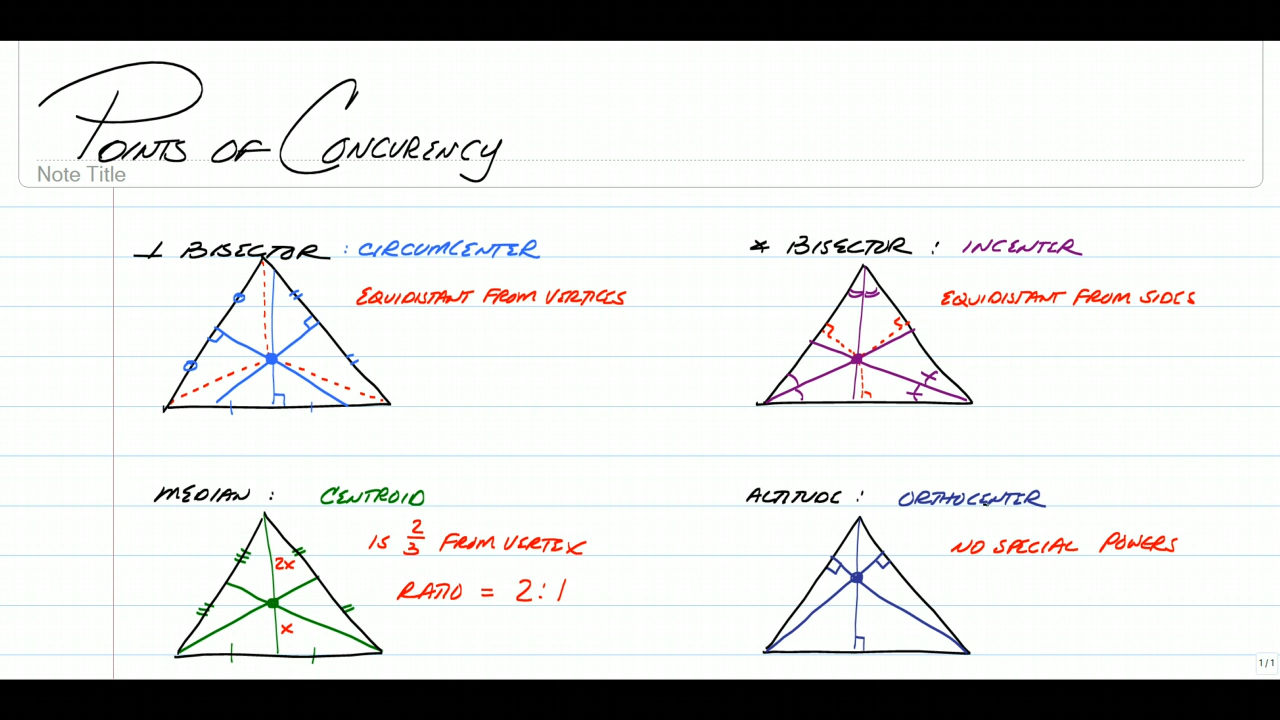 POINTS OF CONCURENCY
Note Title
⊥ BISECTOR : CIRCUMCENTER
EQUIDISTANT FROM VERTICES
∢ BISECTOR : INCENTER
EQUIDISTANT FROM SIDES
MEDIAN : CENTROID
IS 2/3 FROM VERTEX
RATIO = 2:1
2x
x
ALTITUDE : ORTHOCENTER
NO SPECIAL POWERS
1/1